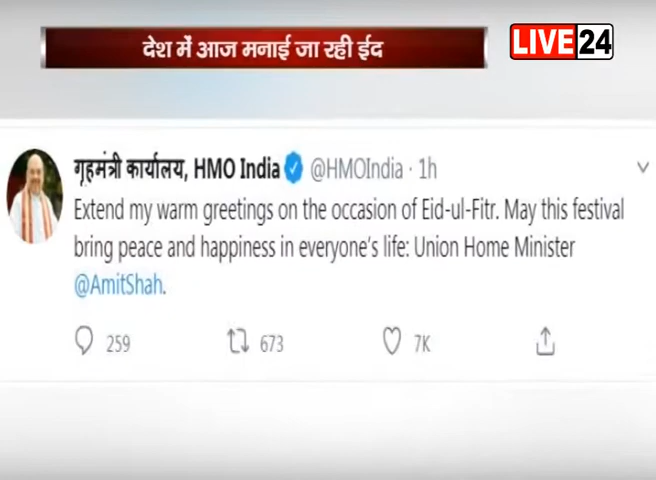 देश में आज मनाई जा रही ईद
LIVE 24
गृहमंत्री कार्यालय, HMO India @HMOIndia · 1h
Extend my warm greetings on the occasion of Eid-ul-Fitr. May this festival
bring peace and happiness in everyone's life: Union Home Minister
@AmitShah.
259 673 7K